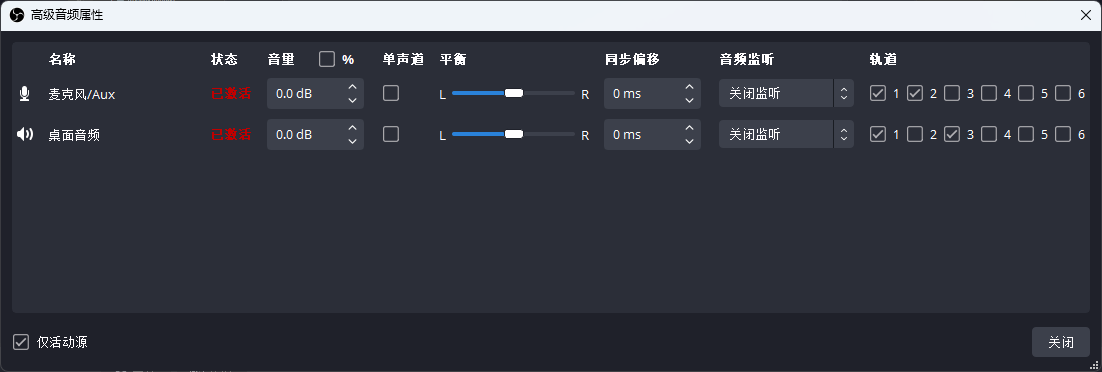 高级音频属性
名称 状态 音量 % 单声道 平衡 同步偏移 音频监听 轨道
麦克风/Aux 已激活 0.0 dB L R 0 ms 关闭监听 1 2 3 4 5 6
桌面音频 已激活 0.0 dB L R 0 ms 关闭监听 1 2 3 4 5 6
仅活动源 关闭